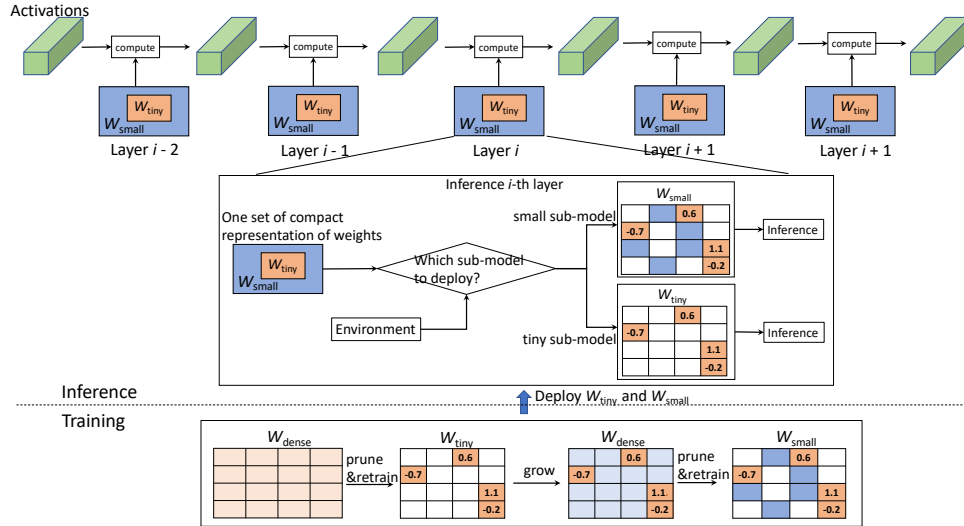 Activations
compute
compute
compute
compute
compute
W_tiny
W_small
W_tiny
W_small
W_tiny
W_small
W_tiny
W_small
W_tiny
W_small
Layer i - 2
Layer i - 1
Layer i
Layer i + 1
Layer i + 1
Inference i-th layer
One set of compact
representation of weights
W_tiny
W_small
Which sub-model
to deploy?
Environment
small sub-model
W_small
0.6
-0.7
1.1
-0.2
Inference
tiny sub-model
W_tiny
0.6
-0.7
1.1
-0.2
Inference
Inference
Deploy W_tiny and W_small
Training
W_dense
prune
&retrain
W_tiny
0.6
-0.7
1.1
-0.2
grow
W_dense
0.6
-0.7
1.1.
-0.2
prune
&retrain
W_small
0.6
-0.7
1.1
-0.2